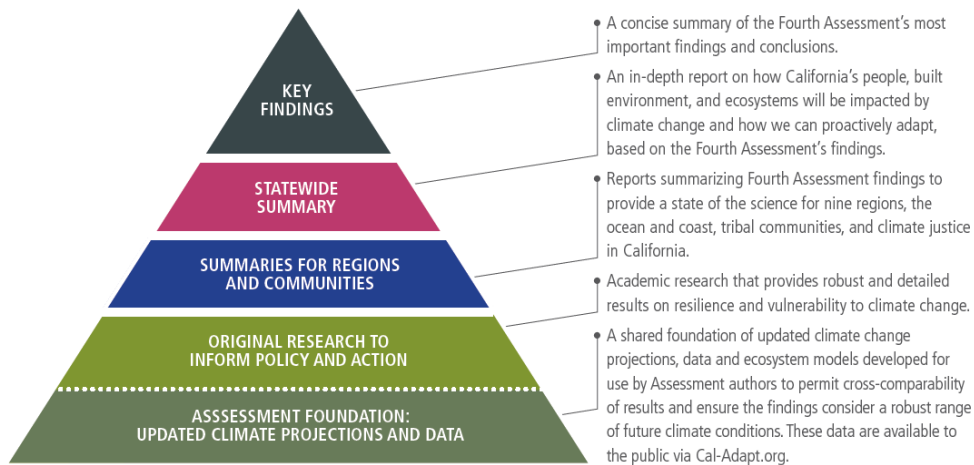 KEY
FINDINGS
STATEWIDE
SUMMARY
SUMMARIES FOR REGIONS
AND COMMUNITIES
ORIGINAL RESEARCH TO
INFORM POLICY AND ACTION
ASSSESSMENT FOUNDATION:
UPDATED CLIMATE PROJECTIONS AND DATA
• A concise summary of the Fourth Assessment’s most
important findings and conclusions.
• An in-depth report on how California’s people, built
environment, and ecosystems will be impacted by
climate change and how we can proactively adapt,
based on the Fourth Assessment’s findings.
• Reports summarizing Fourth Assessment findings to
provide a state of the science for nine regions, the
ocean and coast, tribal communities, and climate justice
in California.
• Academic research that provides robust and detailed
results on resilience and vulnerability to climate change.
• A shared foundation of updated climate change
projections, data and ecosystem models developed for
use by Assessment authors to permit cross-comparability
of results and ensure the findings consider a robust range
of future climate conditions. These data are available to
the public via Cal-Adapt.org.